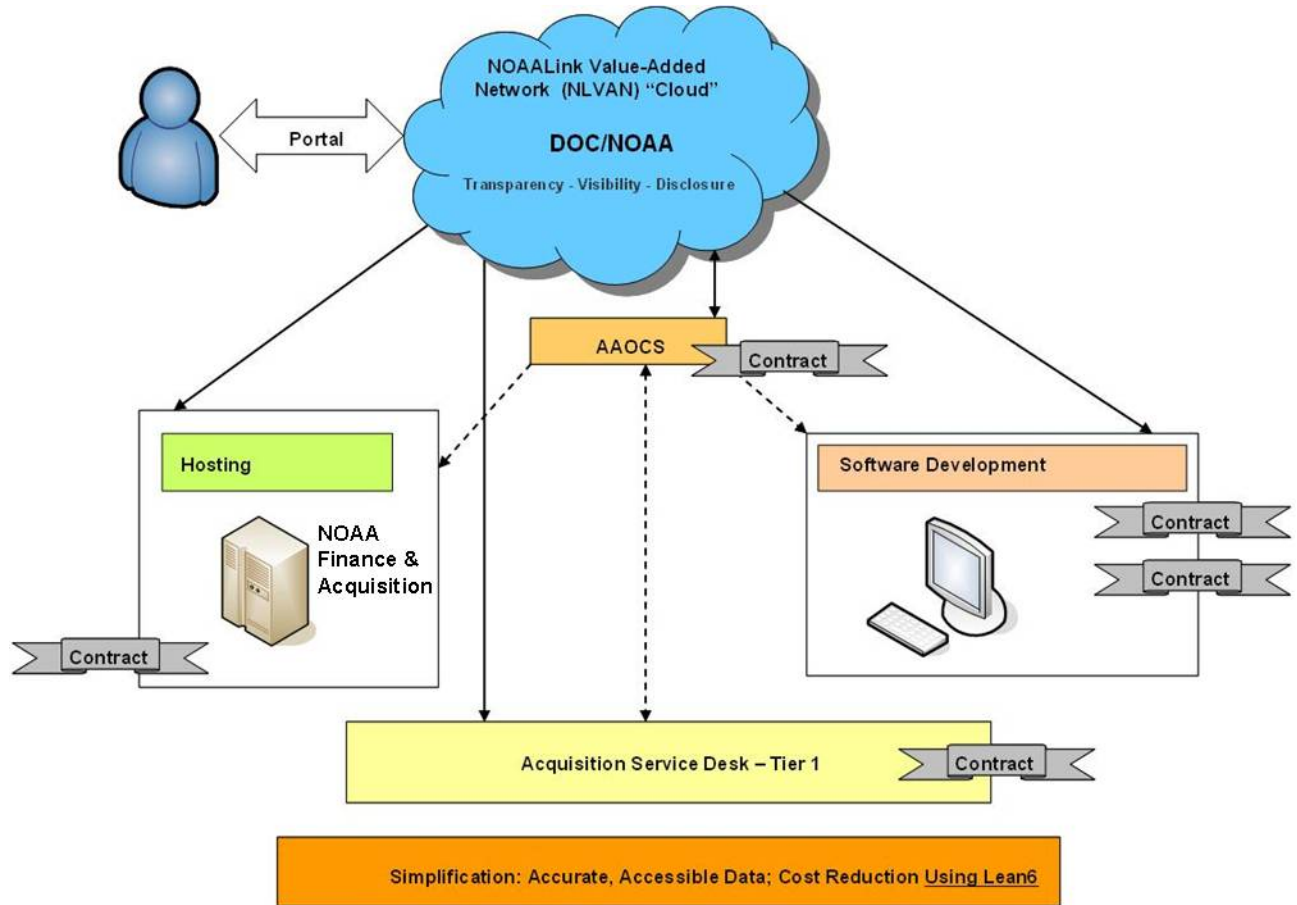 NOAALink Value-Added
Network (NLVAN) “Cloud”
DOC/NOAA
Transparency - Visibility - Disclosure
Portal
AAOCS
Contract
Hosting
NOAA
Finance &
Acquisition
Contract
Software Development
Contract
Contract
Acquisition Service Desk – Tier 1
Contract
Simplification: Accurate, Accessible Data; Cost Reduction Using Lean6